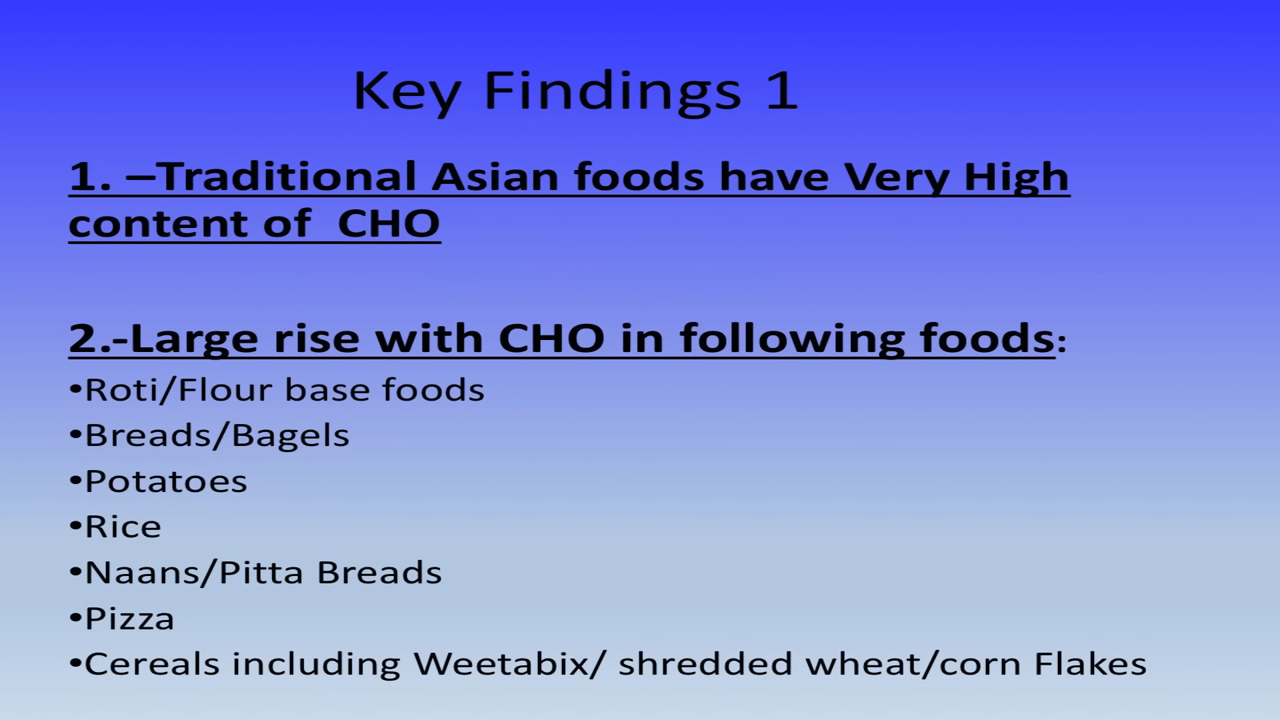 Key Findings 1
1. –Traditional Asian foods have Very High
content of  CHO
2.-Large rise with CHO in following foods:
•Roti/Flour base foods
•Breads/Bagels
•Potatoes
•Rice
•Naans/Pitta Breads
•Pizza
•Cereals including Weetabix/ shredded wheat/corn Flakes